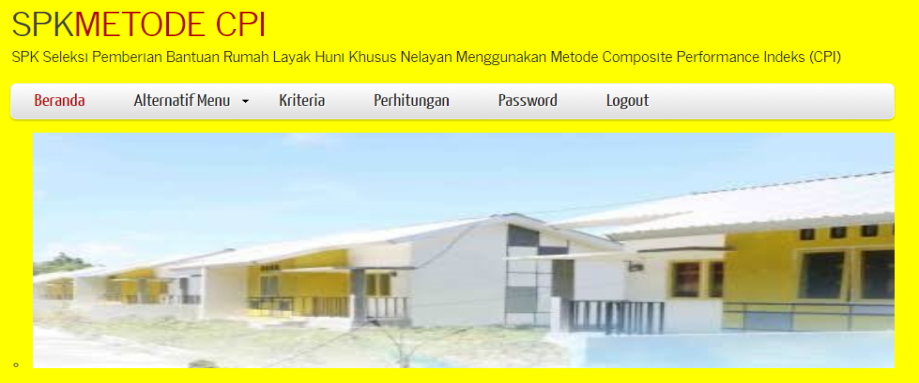 SPKMETODE CPI
SPK Seleksi Pemberian Bantuan Rumah Layak Huni Khusus Nelayan Menggunakan Metode Composite Performance Indeks (CPI)
Beranda Alternatif Menu Kriteria Perhitungan Password Logout